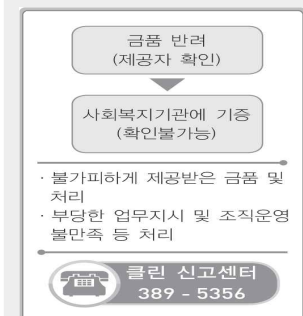 금품 반려
(제공자 확인)
사회복지기관에 기증
(확인불가능)
· 불가피하게 제공받은 금품 및
처리
· 부당한 업무지시 및 조직운영
불만족 등 처리
클린 신고센터
389 - 5356